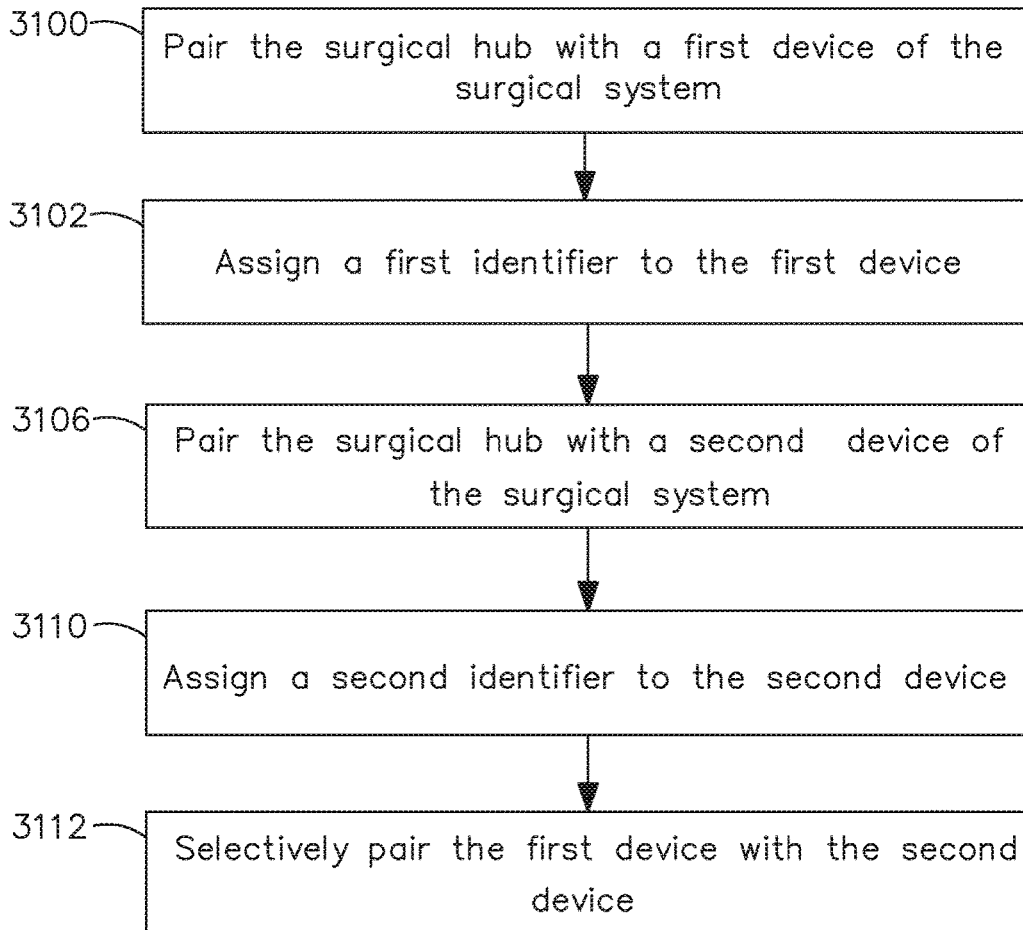 3100
Pair the surgical hub with a first device of the
surgical system
3102
Assign a first identifier to the first device
3106
Pair the surgical hub with a second device of
the surgical system
3110
Assign a second identifier to the second device
3112
Selectively pair the first device with the second
device